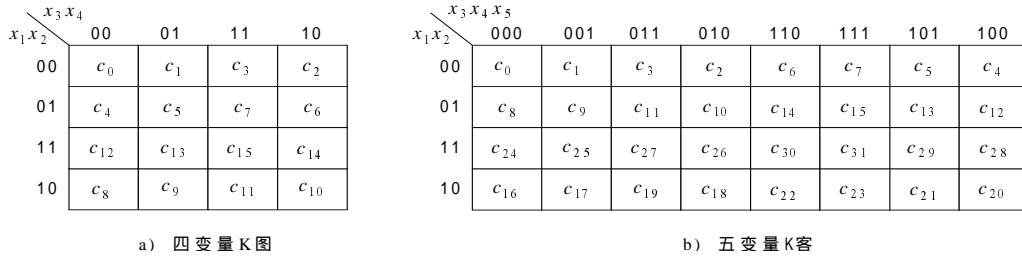 x₃x₄
x₁x₂ 00 01 11 10
00 c₀ c₁ c₃ c₂
01 c₄ c₅ c₇ c₆
11 c₁₂ c₁₃ c₁₅ c₁₄
10 c₈ c₉ c₁₁ c₁₀
a) 四变量K图
x₃x₄x₅
x₁x₂ 000 001 011 010 110 111 101 100
00 c₀ c₁ c₃ c₂ c₆ c₇ c₅ c₄
01 c₈ c₉ c₁₁ c₁₀ c₁₄ c₁₅ c₁₃ c₁₂
11 c₂₄ c₂₅ c₂₇ c₂₆ c₃₀ c₃₁ c₂₉ c₂₈
10 c₁₆ c₁₇ c₁₉ c₁₈ c₂₂ c₂₃ c₂₁ c₂₀
b) 五变量K客